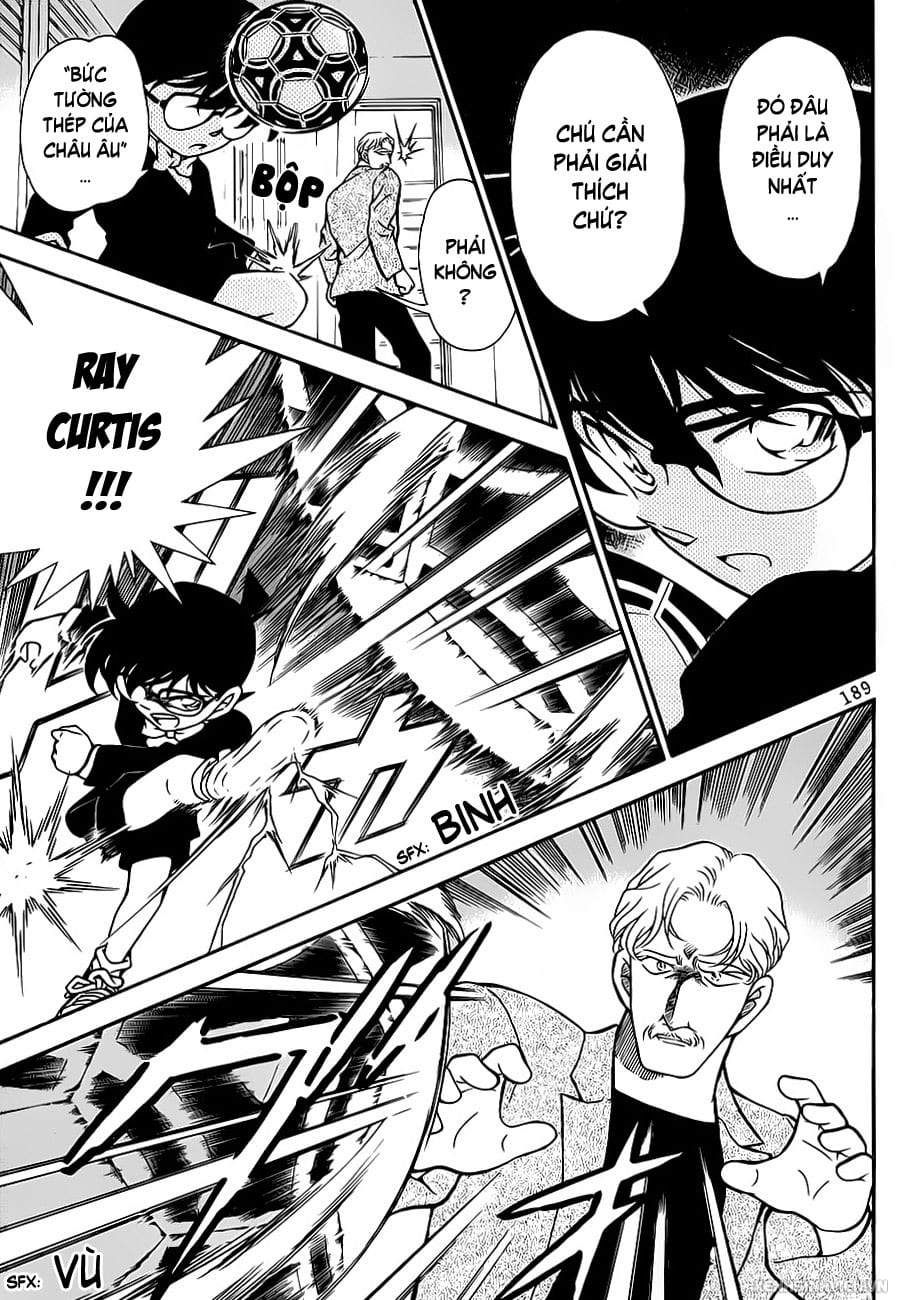 ĐÓ ĐÂU
PHẢI LÀ
ĐIỀU DUY
NHẤT
...
CHÚ CẦN
PHẢI GIẢI
THÍCH
CHỨ?
"BỨC
TƯỜNG
THÉP CỦA
CHÂU ÂU"
...
BỘP
PHẢI
KHÔNG
?
RAY
CURTIS
!!!
189
SFX: BINH
SFX: VÙ